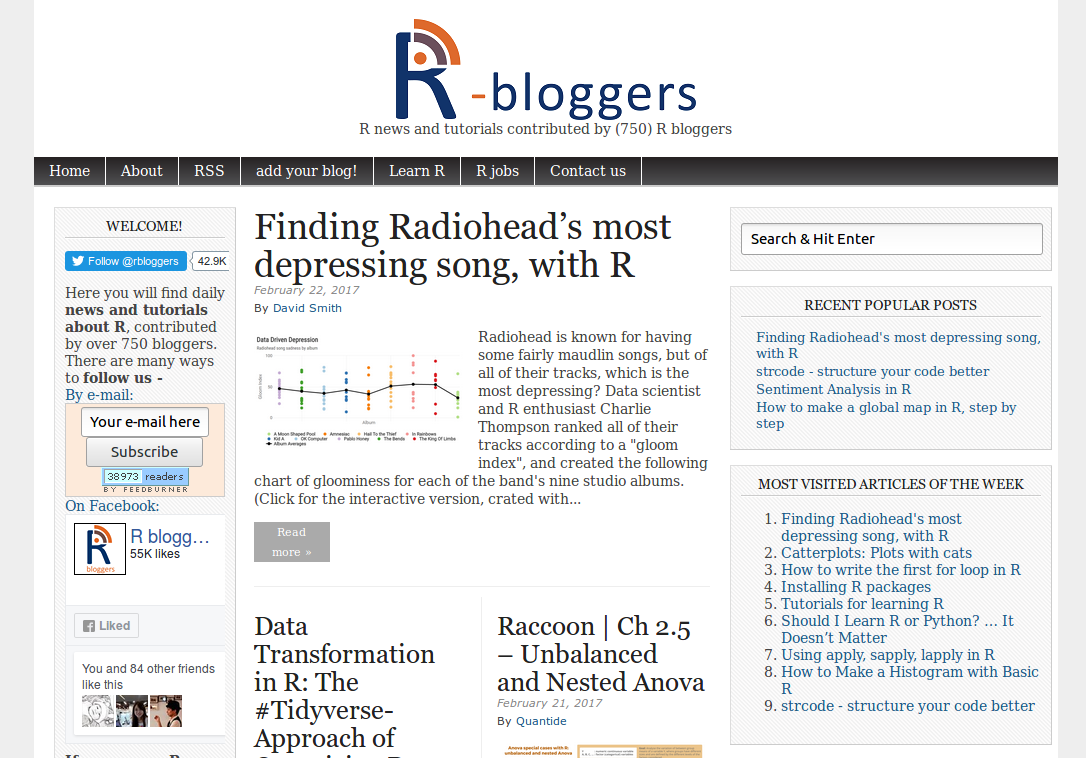 R-bloggers
R news and tutorials contributed by (750) R bloggers
Home
About
RSS
add your blog!
Learn R
R jobs
Contact us
WELCOME!
Follow @rbloggers
42.9K
Here you will find daily
news and tutorials
about R, contributed
by over 750 bloggers.
There are many ways
to follow us -
By e-mail:
Your e-mail here
Subscribe
38973 readers
BY FEEDBURNER
On Facebook:
R blogg...
55K likes
bloggers
Liked
You and 84 other friends
like this
Finding Radiohead’s most
depressing song, with R
February 22, 2017
By David Smith
Data Driven Depression
Radiohead song sadness by album
Gloom Index
100
50
0
Album
A Moon Shaped Pool
Amnesiac
Hail To the Thief
In Rainbows
Kid A
OK Computer
Pablo Honey
The Bends
The King Of Limbs
Album Averages
Radiohead is known for having
some fairly maudlin songs, but of
all of their tracks, which is the
most depressing? Data scientist
and R enthusiast Charlie
Thompson ranked all of their
tracks according to a "gloom
index", and created the following
chart of gloominess for each of the band's nine studio albums.
(Click for the interactive version, crated with...
Read
more »
Data
Transformation
in R: The
#Tidyverse-
Approach of
Raccoon | Ch 2.5
– Unbalanced
and Nested Anova
February 21, 2017
By Quantide
Anova special cases with R:
unbalanced and nested Anova
Search & Hit Enter
RECENT POPULAR POSTS
Finding Radiohead's most depressing song,
with R
strcode - structure your code better
Sentiment Analysis in R
How to make a global map in R, step by
step
MOST VISITED ARTICLES OF THE WEEK
1. Finding Radiohead's most
depressing song, with R
2. Catterplots: Plots with cats
3. How to write the first for loop in R
4. Installing R packages
5. Tutorials for learning R
6. Should I Learn R or Python? ... It
Doesn’t Matter
7. Using apply, sapply, lapply in R
8. How to Make a Histogram with Basic
R
9. strcode - structure your code better